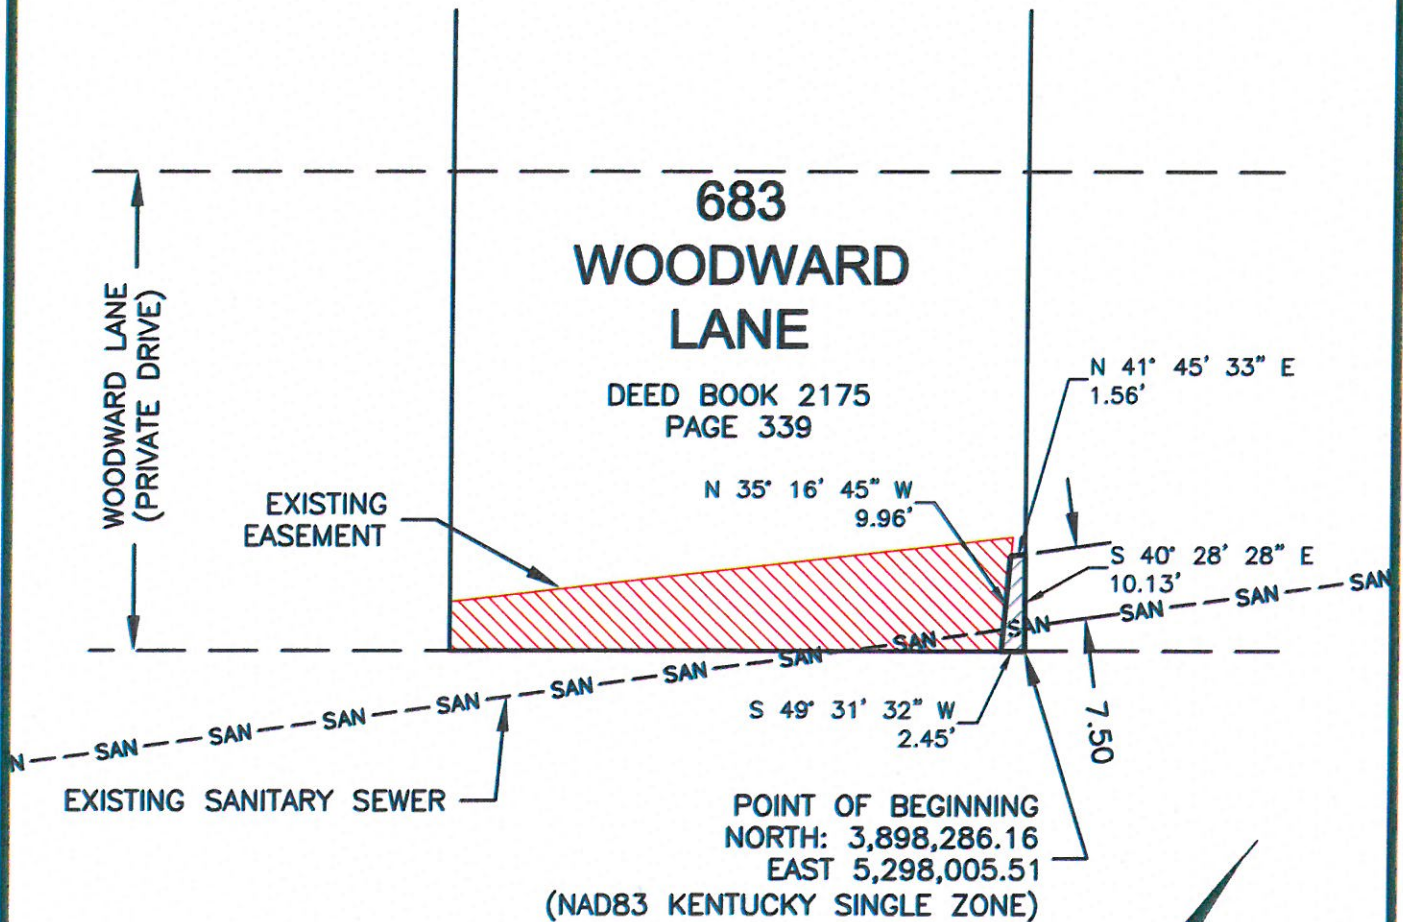 683
WOODWARD
LANE
DEED BOOK 2175
PAGE 339
WOODWARD LANE
(PRIVATE DRIVE)
N 41° 45' 33" E
1.56'
N 35° 16' 45" W
9.96'
EXISTING
EASEMENT
S 40° 28' 28" E
10.13'
N SAN SAN SAN SAN SAN SAN SAN SAN SAN SAN SAN SAN
S 49° 31' 32" W
2.45'
7.50
EXISTING SANITARY SEWER
POINT OF BEGINNING
NORTH: 3,898,286.16
EAST 5,298,005.51
(NAD83 KENTUCKY SINGLE ZONE)